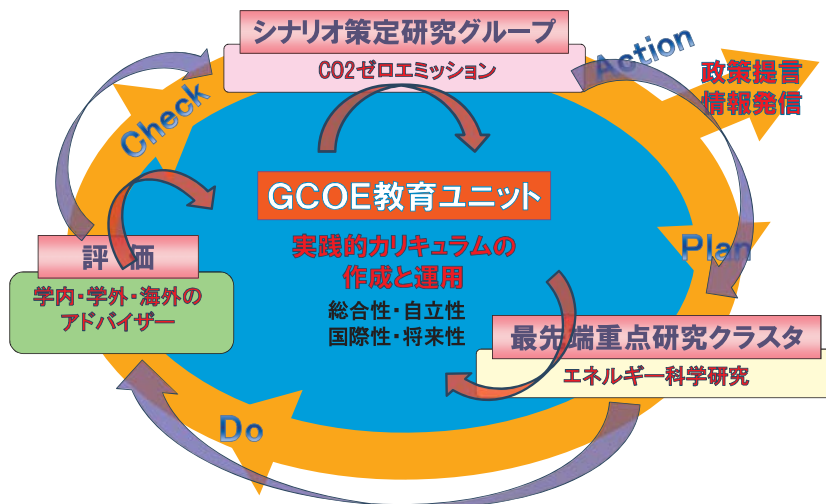 シナリオ策定研究グループ
CO2ゼロエミッション
Action
政策提言
情報発信
Check
GCOE教育ユニット
実践的カリキュラムの
作成と運用
総合性・自立性
国際性・将来性
Plan
評 価
学内・学外・海外の
アドバイザー
最先端重点研究クラスタ
エネルギー科学研究
Do